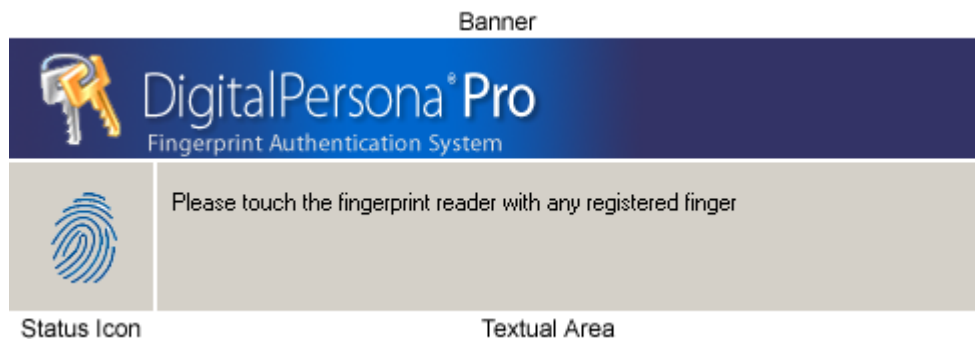 Banner
DigitalPersona® Pro
Fingerprint Authentication System
Please touch the fingerprint reader with any registered finger
Status Icon
Textual Area